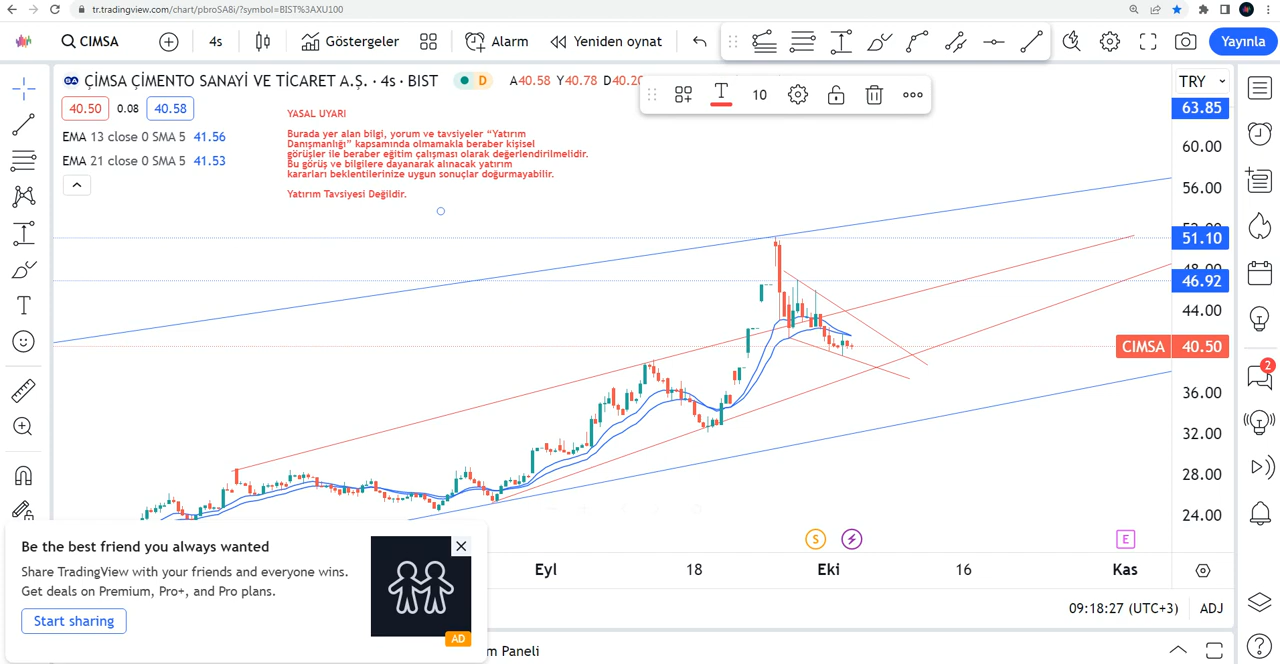 tr.tradingview.com/chart/pbroSA8i/?symbol=BIST%3AXU100
CIMSA
4s
Göstergeler
Alarm
Yeniden oynat
Yayınla
ÇİMSA ÇİMENTO SANAYİ VE TİCARET A.Ş. · 4s · BIST
D
A40.58 Y40.78 D40.20
10
TRY
40.50 0.08 40.58
EMA 13 close 0 SMA 5 41.56
EMA 21 close 0 SMA 5 41.53
YASAL UYARI
Burada yer alan bilgi, yorum ve tavsiyeler “Yatırım
Danışmanlığı” kapsamında olmamakla beraber kişisel
görüşler ile beraber eğitim çalışması olarak değerlendirilmelidir.
Bu görüş ve bilgilere dayanarak alınacak yatırım
kararları beklentilerinize uygun sonuçlar doğurmayabilir.
Yatırım Tavsiyesi Değildir.
63.85
60.00
56.00
51.10
46.92
44.00
CIMSA 40.50
36.00
32.00
28.00
24.00
2
S
E
Eyl
18
Eki
16
Kas
09:18:27 (UTC+3)
ADJ
Be the best friend you always wanted
Share TradingView with your friends and everyone wins.
Get deals on Premium, Pro+, and Pro plans.
Start sharing
AD
m Paneli